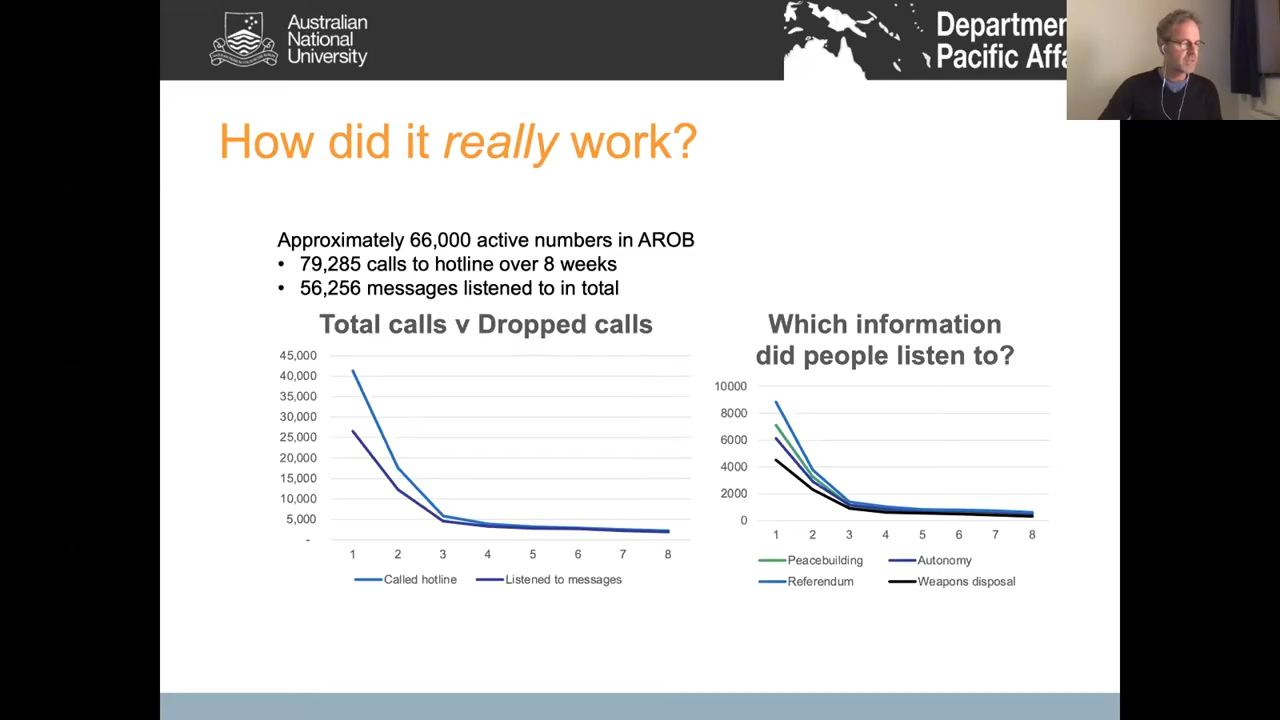 Australian
National
University
Departmen
Pacific Affa
How did it really work?
Approximately 66,000 active numbers in AROB
• 79,285 calls to hotline over 8 weeks
• 56,256 messages listened to in total
Total calls v Dropped calls
45,000
40,000
35,000
30,000
25,000
20,000
15,000
10,000
5,000
-
1 2 3 4 5 6 7 8
Called hotline Listened to messages
Which information
did people listen to?
10000
8000
6000
4000
2000
0
1 2 3 4 5 6 7 8
Peacebuilding Autonomy
Referendum Weapons disposal